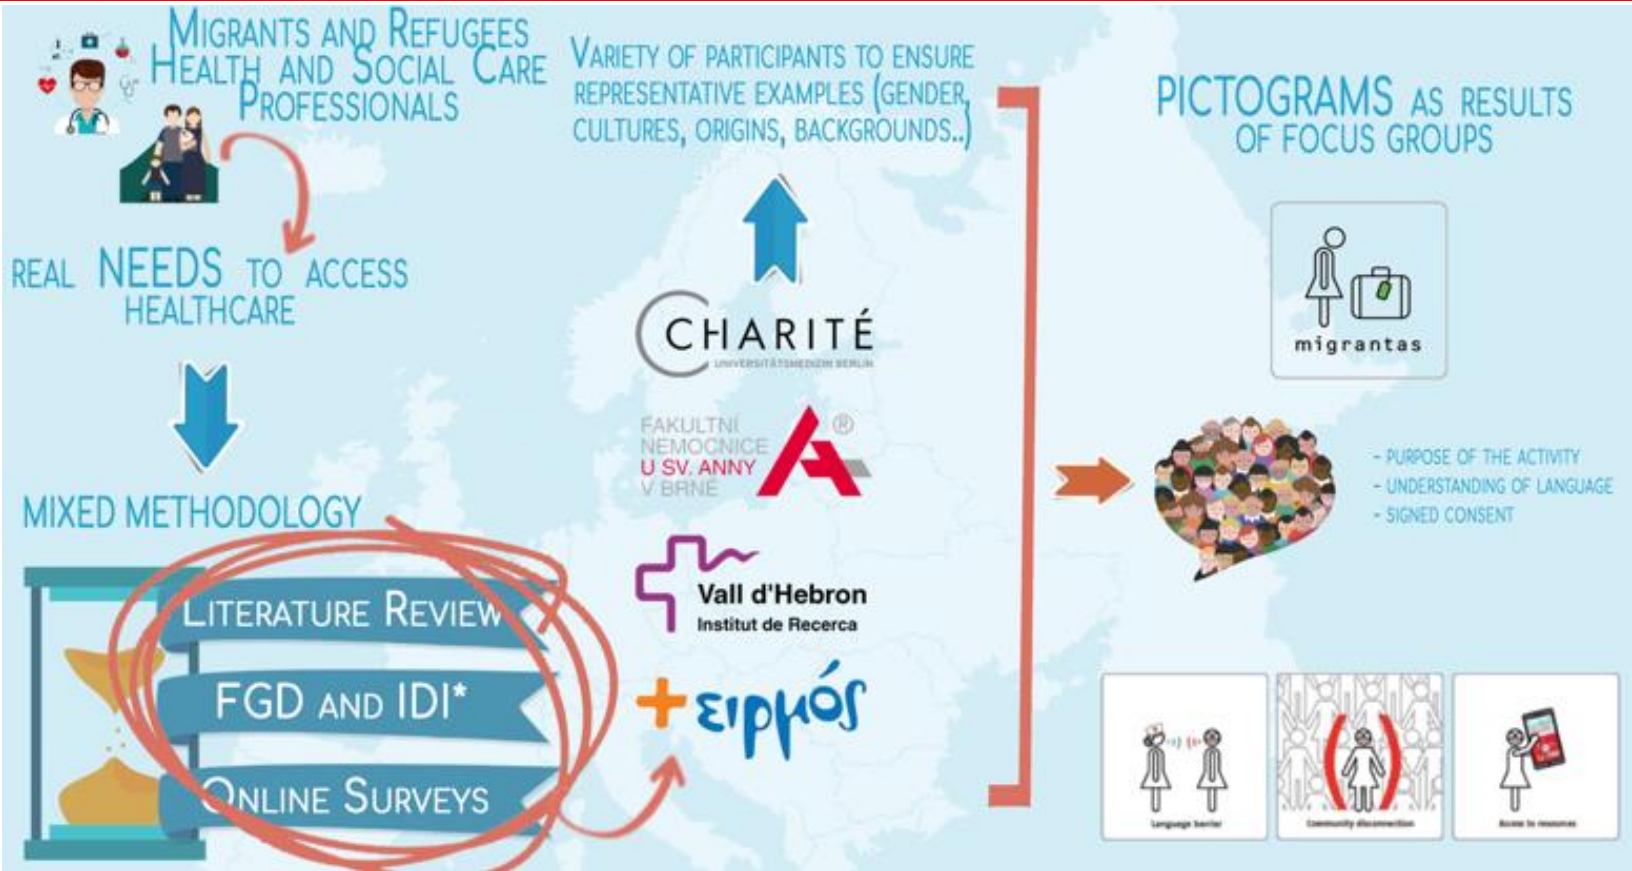 MIGRANTS AND REFUGEES
HEALTH AND SOCIAL CARE
PROFESSIONALS
REAL NEEDS TO ACCESS
HEALTHCARE
MIXED METHODOLOGY
LITERATURE REVIEW
FGD AND IDI*
ONLINE SURVEYS
VARIETY OF PARTICIPANTS TO ENSURE
REPRESENTATIVE EXAMPLES (GENDER,
CULTURES, ORIGINS, BACKGROUNDS..)
CHARITÉ
UNIVERSITÄTSMEDIZIN BERLIN
FAKULTNÍ
NEMOCNICE
U SV. ANNY
V BRNĚ
®
Vall d'Hebron
Institut de Recerca
+ειρμός
PICTOGRAMS AS RESULTS
OF FOCUS GROUPS
migrantas
- PURPOSE OF THE ACTIVITY
- UNDERSTANDING OF LANGUAGE
- SIGNED CONSENT
Language barrier
Community disconnection
Access to resources